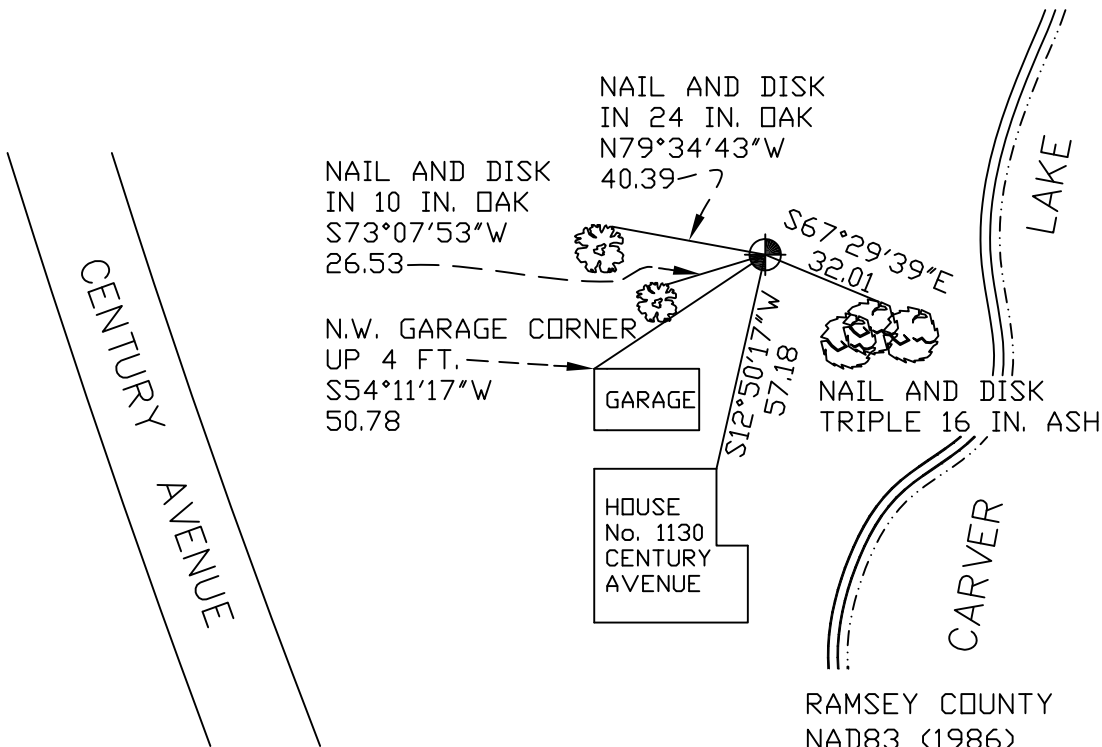 NAIL AND DISK
IN 24 IN. OAK
N79°34'43"W
40.39
NAIL AND DISK
IN 10 IN. OAK
S73°07'53"W
26.53
S67°29'39"E
32.01
LAKE
CENTURY
AVENUE
N.W. GARAGE CORNER
UP 4 FT.
S54°11'17"W
50.78
GARAGE
S12°50'17"W
57.18
NAIL AND DISK
TRIPLE 16 IN. ASH
HOUSE
No. 1130
CENTURY
AVENUE
CARVER
RAMSEY COUNTY
NAD83 (1986)